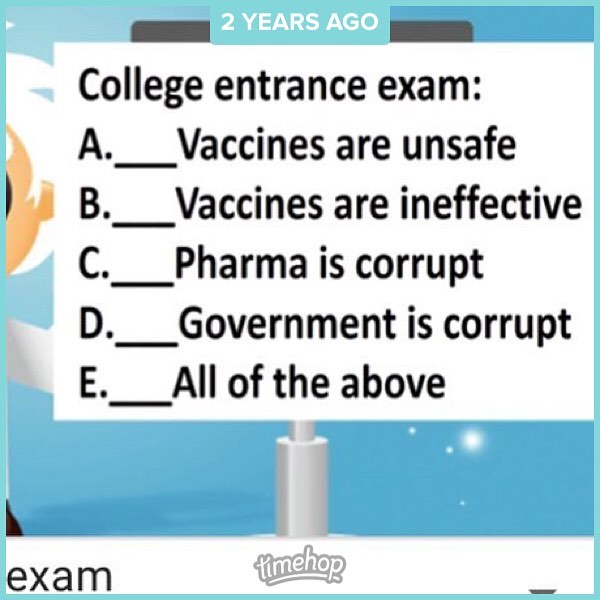 2 YEARS AGO
College entrance exam:
A.___Vaccines are unsafe
B.___Vaccines are ineffective
C.___Pharma is corrupt
D.___Government is corrupt
E.___All of the above
exam
timehop